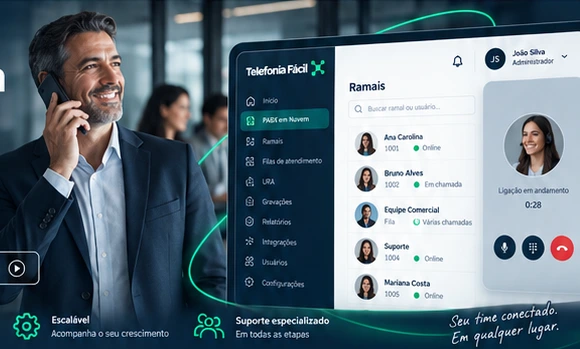 Telefonia Fácil
Início
PABX em Nuvem
Ramais
Filas de atendimento
URA
Gravações
Relatórios
Integrações
Usuários
Configurações
JS
João Silva
Administrador
Ramais
Buscar ramal ou usuário...
Ana Carolina
1001 Online
Bruno Alves
1002 Em chamada
Equipe Comercial
Fila Várias chamadas
Suporte
1004 Online
Mariana Costa
1005 Online
Ligação em andamento
0:28
Escalável
Acompanha o seu crescimento
Suporte especializado
Em todas as etapas
Seu time conectado.
Em qualquer lugar.